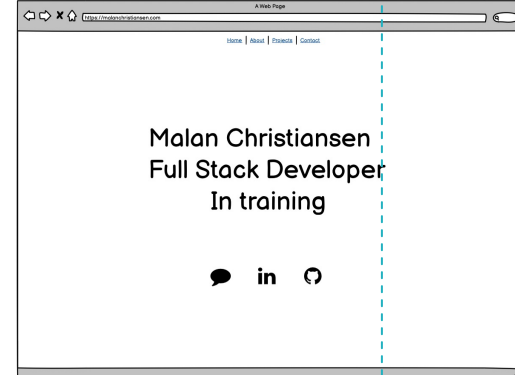 A Web Page
https://malanchristiansen.com
Home | About | Projects | Contact
Malan Christiansen
Full Stack Developer
In training
in